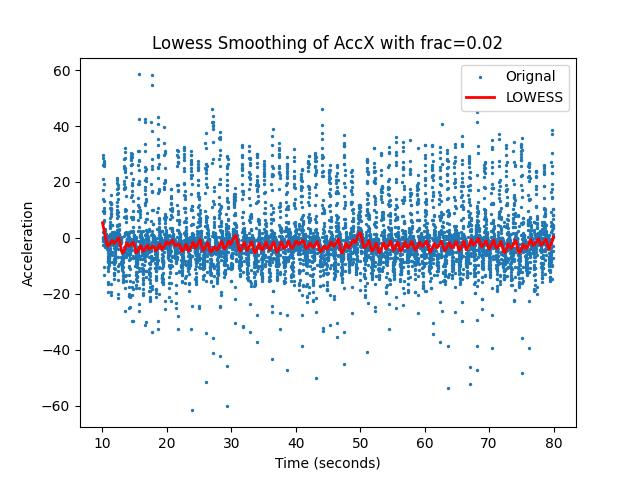 Lowess Smoothing of AccX with frac=0.02
Orignal
LOWESS
60
40
20
0
−20
−40
−60
Acceleration
10 20 30 40 50 60 70 80
Time (seconds)